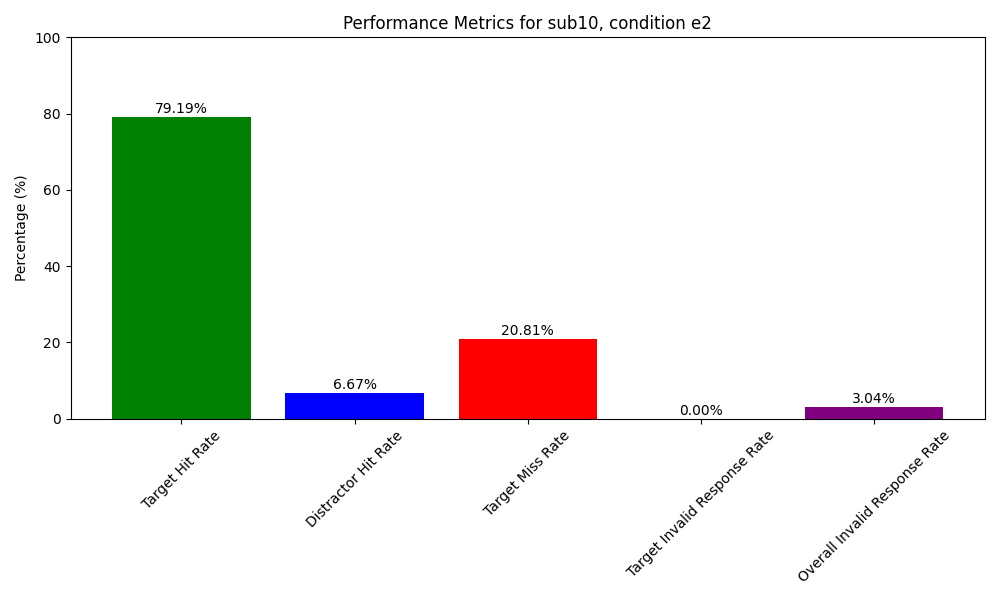 Performance Metrics for sub10, condition e2
Percentage (%)
100
80
60
40
20
0
79.19%
6.67%
20.81%
0.00%
3.04%
Target Hit Rate
Distractor Hit Rate
Target Miss Rate
Target Invalid Response Rate
Overall Invalid Response Rate